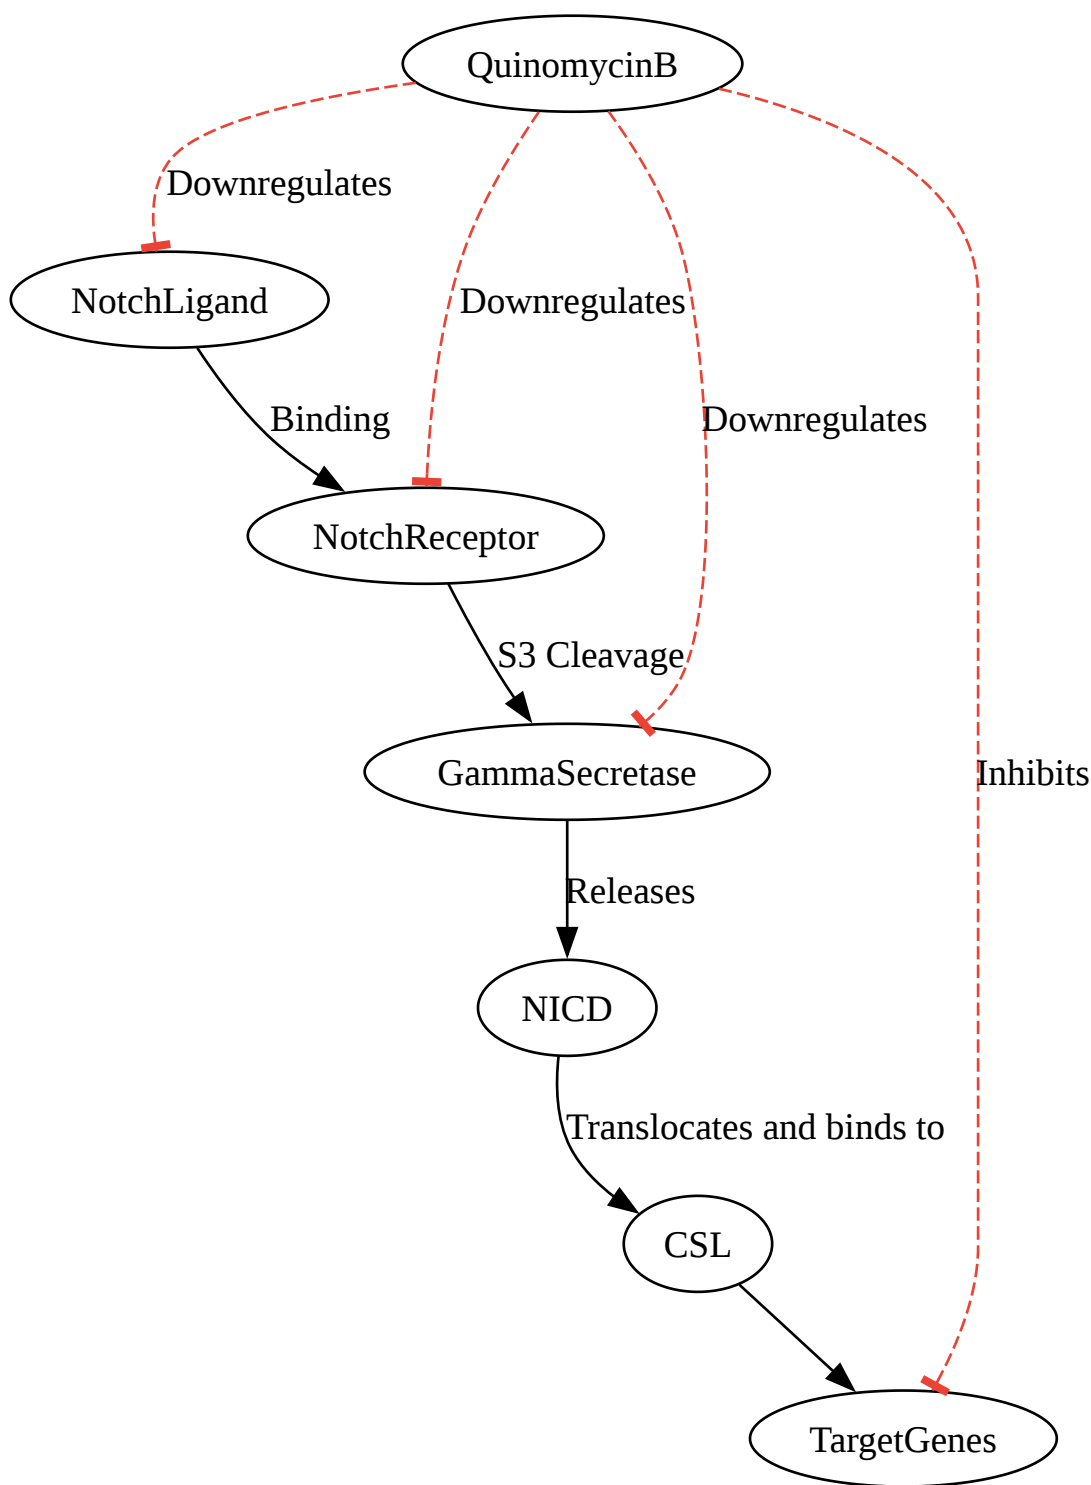 QuinomycinB
Downregulates
NotchLigand
Downregulates
Binding
Downregulates
NotchReceptor
S3 Cleavage
GammaSecretase
Inhibits
Releases
NICD
Translocates and binds to
CSL
TargetGenes